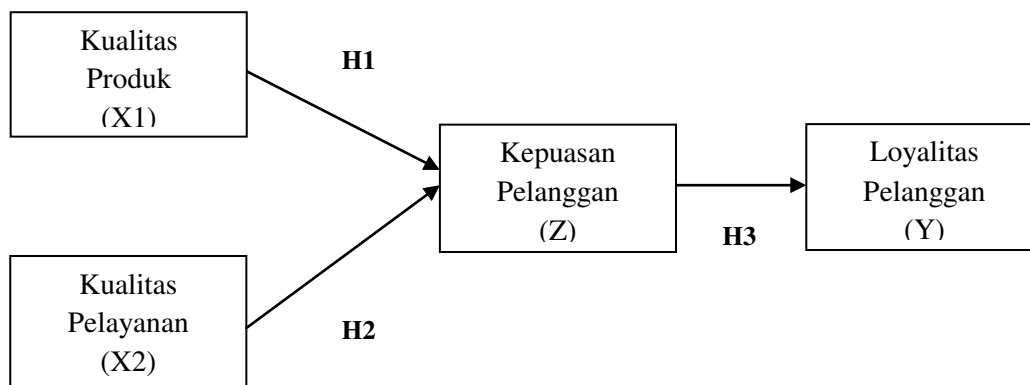 Kualitas
Produk
(X1)
H1
Kepuasan
Pelanggan
(Z)
H3
Loyalitas
Pelanggan
(Y)
Kualitas
Pelayanan
(X2)
H2